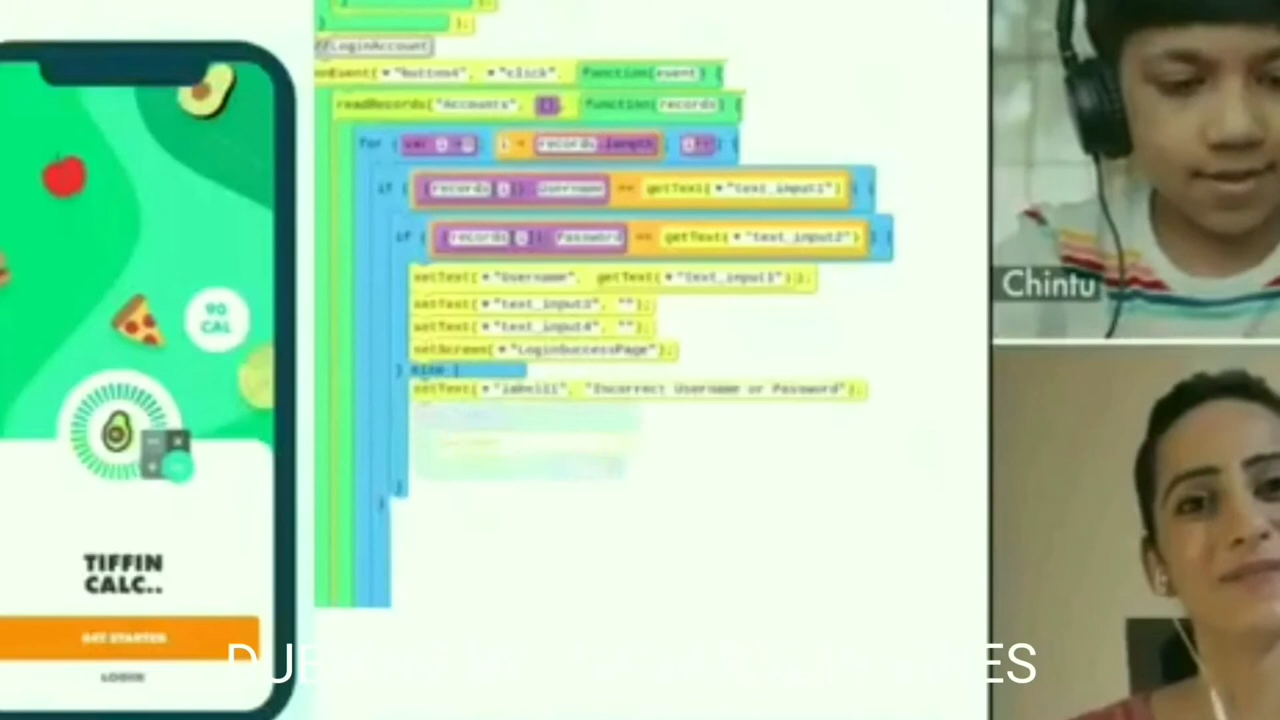 //LoginAccount
onEvent("button4", "click", function(event) {
readRecords("Accounts", {}, function(records) {
for (var i =0; i < records.length; i++) {
if ( (records[i]).Username == getText("text_input1") ) {
if ( (records[i]).Password == getText("text_input2") ) {
setText("Username", getText("text_input1"));
setText("text_input3", "");
setText("text_input4", "");
setScreen("LoginSuccessPage");
} else {
setText("label11", "Incorrect Username or Password");
}
}
90
CAL
TIFFIN
CALC..
GET STARTED
LOGIN
Chintu